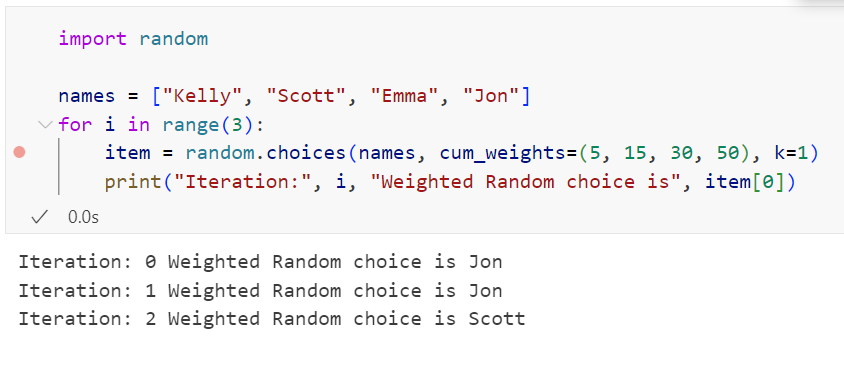 import random
names = ["Kelly", "Scott", "Emma", "Jon"]
for i in range(3):
item = random.choices(names, cum_weights=(5, 15, 30, 50), k=1)
print("Iteration:", i, "Weighted Random choice is", item[0])
0.0s
Iteration: 0 Weighted Random choice is Jon
Iteration: 1 Weighted Random choice is Jon
Iteration: 2 Weighted Random choice is Scott